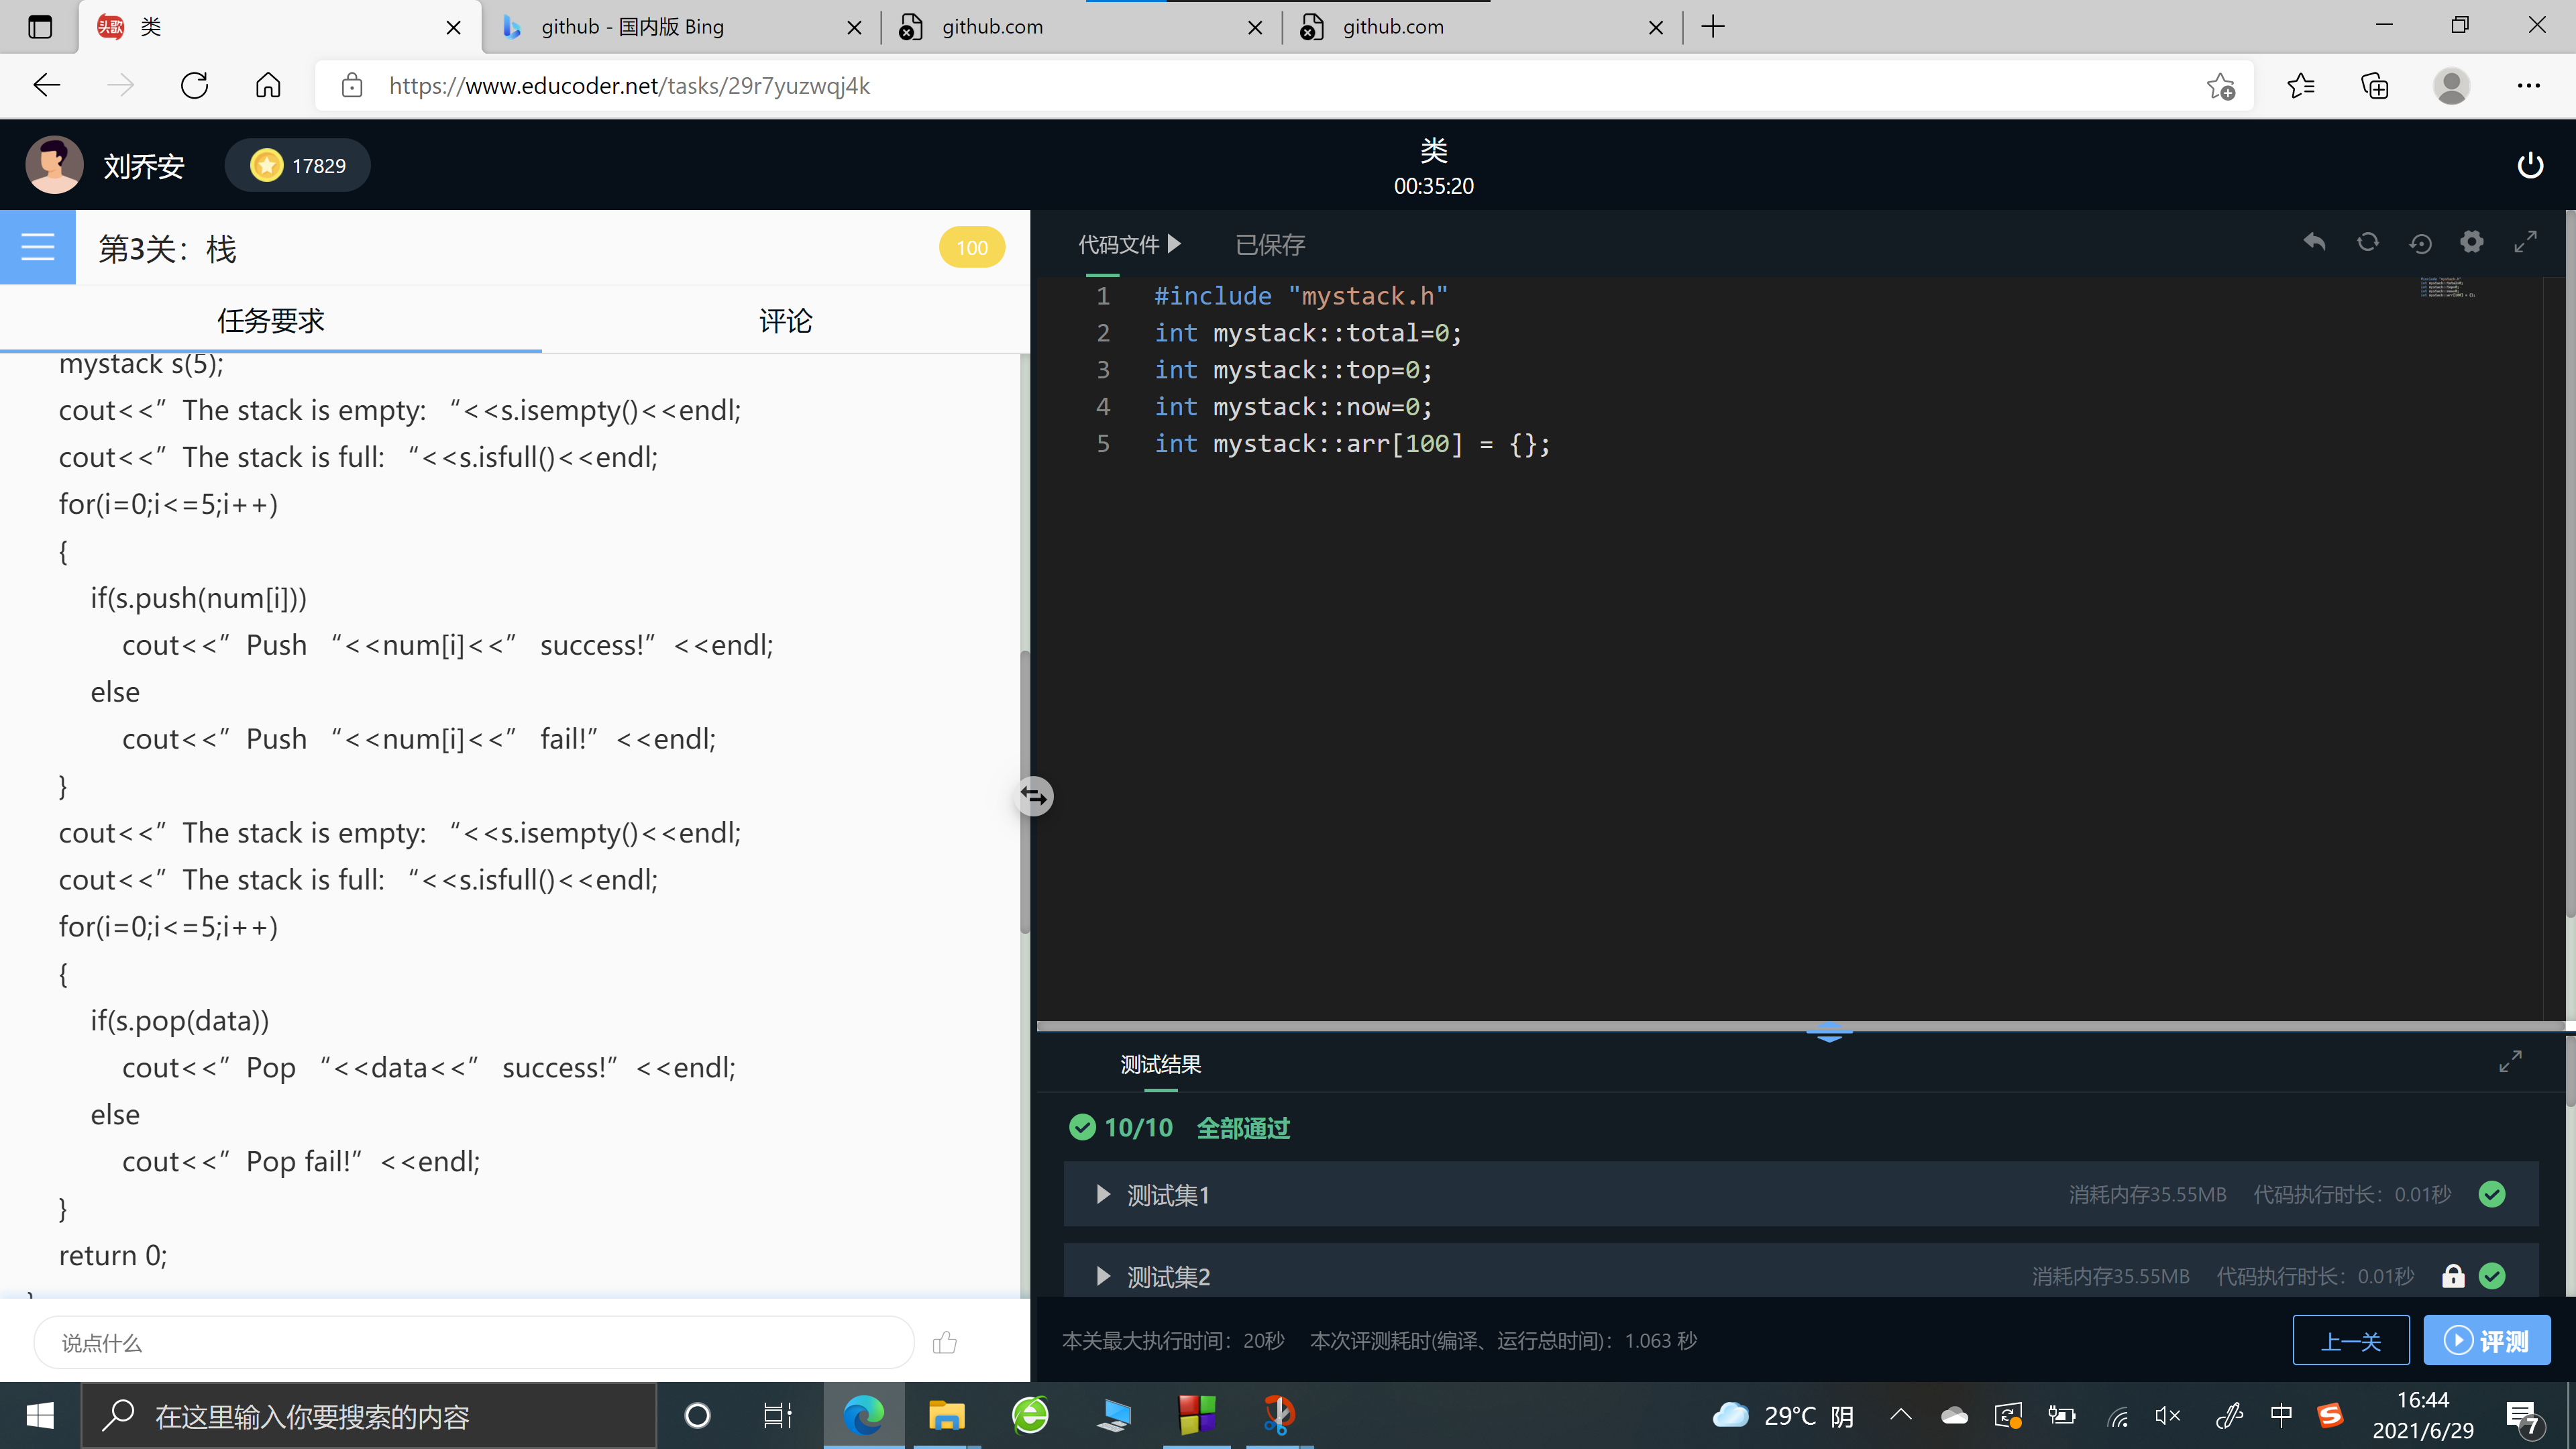 类
github - 国内版 Bing
github.com
github.com
https://www.educoder.net/tasks/29r7yuzwqj4k
刘乔安
17829
类
00:35:20
第3关：栈
100
任务要求
评论
mystack s(5);
cout<<”The stack is empty: “<<s.isempty()<<endl;
cout<<”The stack is full: “<<s.isfull()<<endl;
for(i=0;i<=5;i++)
{
if(s.push(num[i]))
cout<<”Push “<<num[i]<<” success!”<<endl;
else
cout<<”Push “<<num[i]<<” fail!”<<endl;
}
cout<<”The stack is empty: “<<s.isempty()<<endl;
cout<<”The stack is full: “<<s.isfull()<<endl;
for(i=0;i<=5;i++)
{
if(s.pop(data))
cout<<”Pop “<<data<<” success!”<<endl;
else
cout<<”Pop fail!”<<endl;
}
return 0;
说点什么
代码文件
已保存
1 #include "mystack.h"
2 int mystack::total=0;
3 int mystack::top=0;
4 int mystack::now=0;
5 int mystack::arr[100] = {};
测试结果
10/10 全部通过
测试集1 消耗内存35.55MB 代码执行时长：0.01秒
测试集2 消耗内存35.55MB 代码执行时长：0.01秒
本关最大执行时间：20秒 本次评测耗时(编译、运行总时间)：1.063 秒
上一关
评测
在这里输入你要搜索的内容
29°C 阴
中
16:44
2021/6/29
7